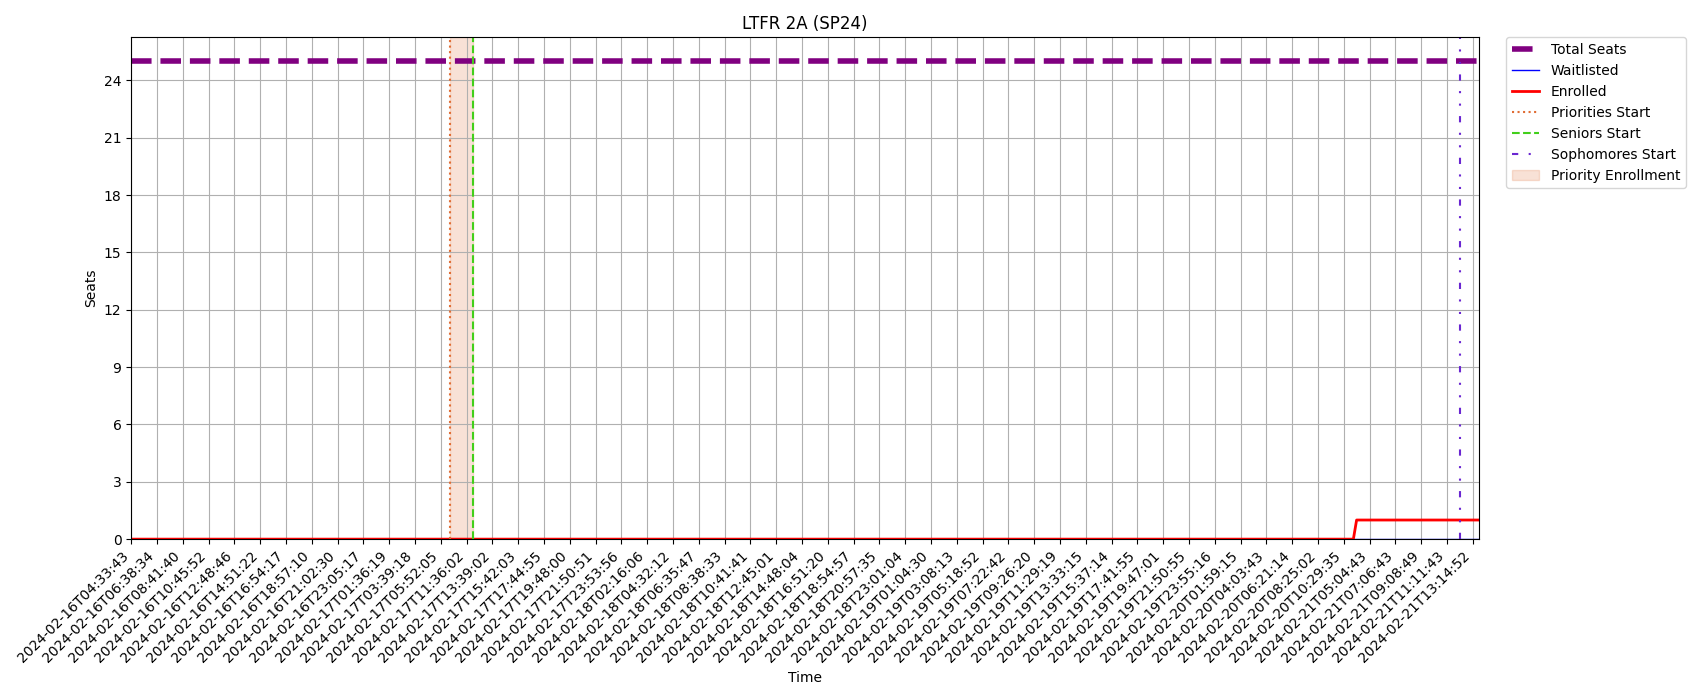 LTFR 2A (SP24)
Total Seats
Waitlisted
Enrolled
Priorities Start
Seniors Start
Sophomores Start
Priority Enrollment
Seats
24
21
18
15
12
9
6
3
0
2024-02-16T04:33:43
2024-02-16T06:38:34
2024-02-16T08:41:40
2024-02-16T10:45:52
2024-02-16T12:48:46
2024-02-16T14:51:22
2024-02-16T16:54:17
2024-02-16T18:57:10
2024-02-16T21:02:30
2024-02-16T23:05:17
2024-02-17T01:36:19
2024-02-17T03:39:18
2024-02-17T05:52:05
2024-02-17T11:36:02
2024-02-17T13:39:02
2024-02-17T15:42:03
2024-02-17T17:44:55
2024-02-17T19:48:00
2024-02-17T21:50:51
2024-02-17T23:53:56
2024-02-18T02:16:06
2024-02-18T04:32:12
2024-02-18T06:35:47
2024-02-18T08:38:33
2024-02-18T10:41:41
2024-02-18T12:45:01
2024-02-18T14:48:04
2024-02-18T16:51:20
2024-02-18T18:54:57
2024-02-18T20:57:35
2024-02-18T23:01:04
2024-02-19T01:04:30
2024-02-19T03:08:13
2024-02-19T05:18:52
2024-02-19T07:22:42
2024-02-19T09:26:20
2024-02-19T11:29:19
2024-02-19T13:33:15
2024-02-19T15:37:14
2024-02-19T17:41:55
2024-02-19T19:47:01
2024-02-19T21:50:55
2024-02-19T23:55:16
2024-02-20T01:59:15
2024-02-20T04:03:43
2024-02-20T06:21:14
2024-02-20T08:25:02
2024-02-20T10:29:35
2024-02-21T05:04:43
2024-02-21T07:06:43
2024-02-21T09:08:49
2024-02-21T11:11:43
2024-02-21T13:14:52
Time